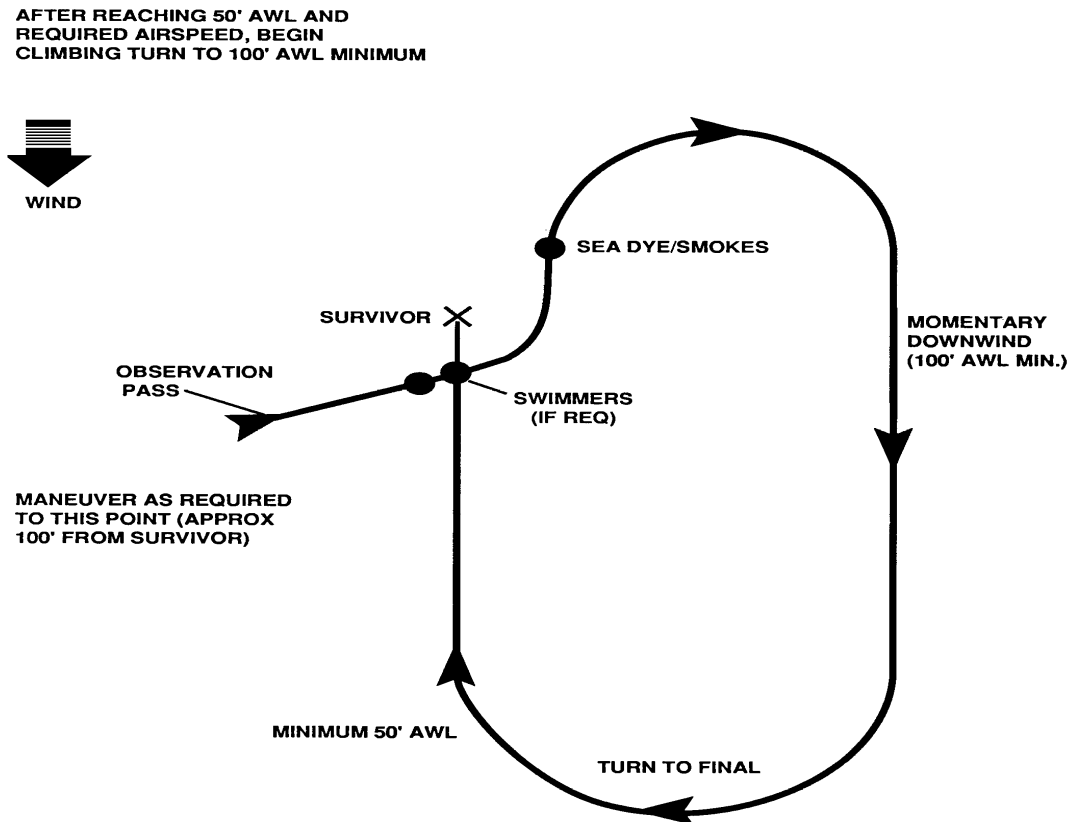 AFTER REACHING 50' AWL AND
REQUIRED AIRSPEED, BEGIN
CLIMBING TURN TO 100' AWL MINIMUM
WIND
SEA DYE/SMOKES
SURVIVOR
MOMENTARY
DOWNWIND
(100' AWL MIN.)
OBSERVATION
PASS
SWIMMERS
(IF REQ)
MANEUVER AS REQUIRED
TO THIS POINT (APPROX
100' FROM SURVIVOR)
MINIMUM 50' AWL
TURN TO FINAL